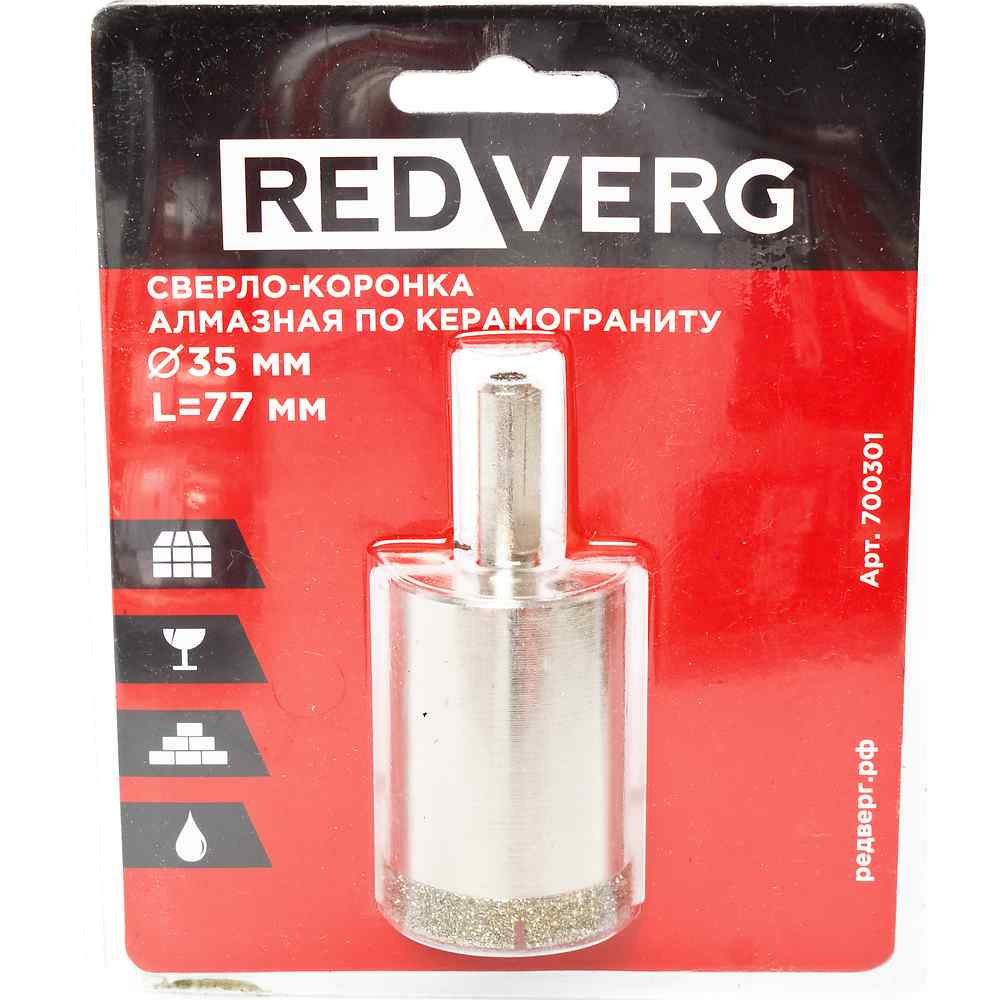 REDVERG
СВЕРЛО-КОРОНКА
АЛМАЗНАЯ ПО КЕРАМОГРАНИТУ
Ø 35 мм
L=77 мм
Арт. 700301
редверг.рф